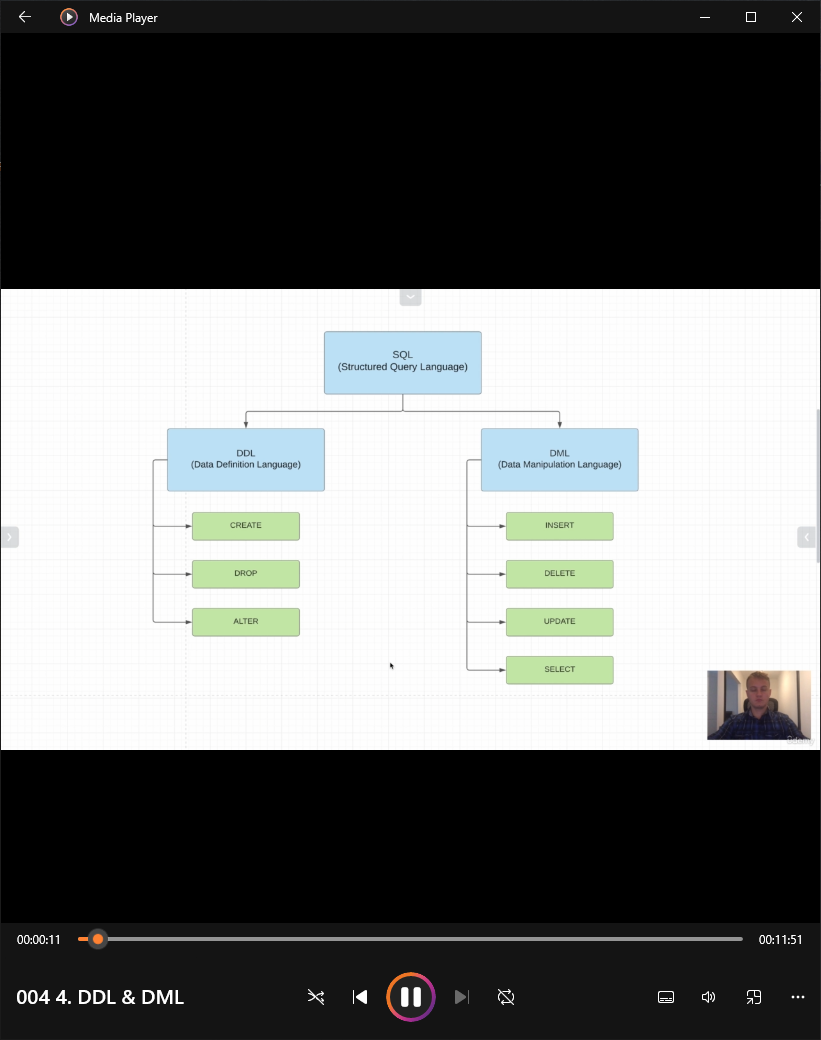 Media Player
SQL
(Structured Query Language)
DDL
(Data Definition Language)
DML
(Data Manipulation Language)
CREATE
INSERT
DROP
DELETE
ALTER
UPDATE
SELECT
Udemy
00:00:11
00:11:51
004 4. DDL & DML